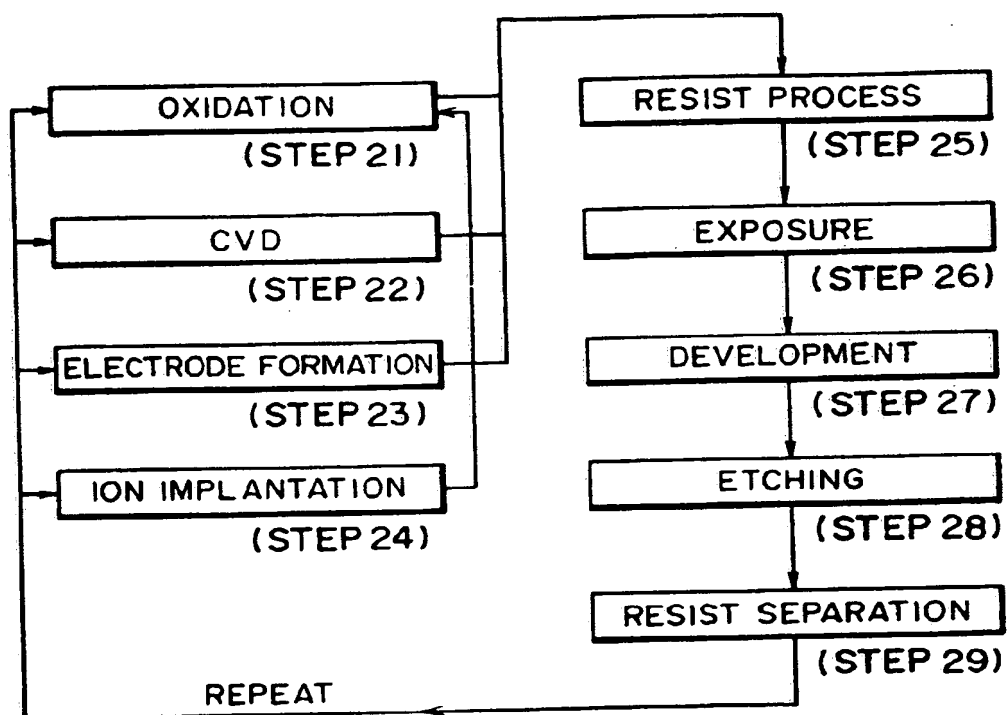 OXIDATION
(STEP 21)
CVD
(STEP 22)
ELECTRODE FORMATION
(STEP 23)
ION IMPLANTATION
(STEP 24)
RESIST PROCESS
(STEP 25)
EXPOSURE
(STEP 26)
DEVELOPMENT
(STEP 27)
ETCHING
(STEP 28)
RESIST SEPARATION
(STEP 29)
REPEAT